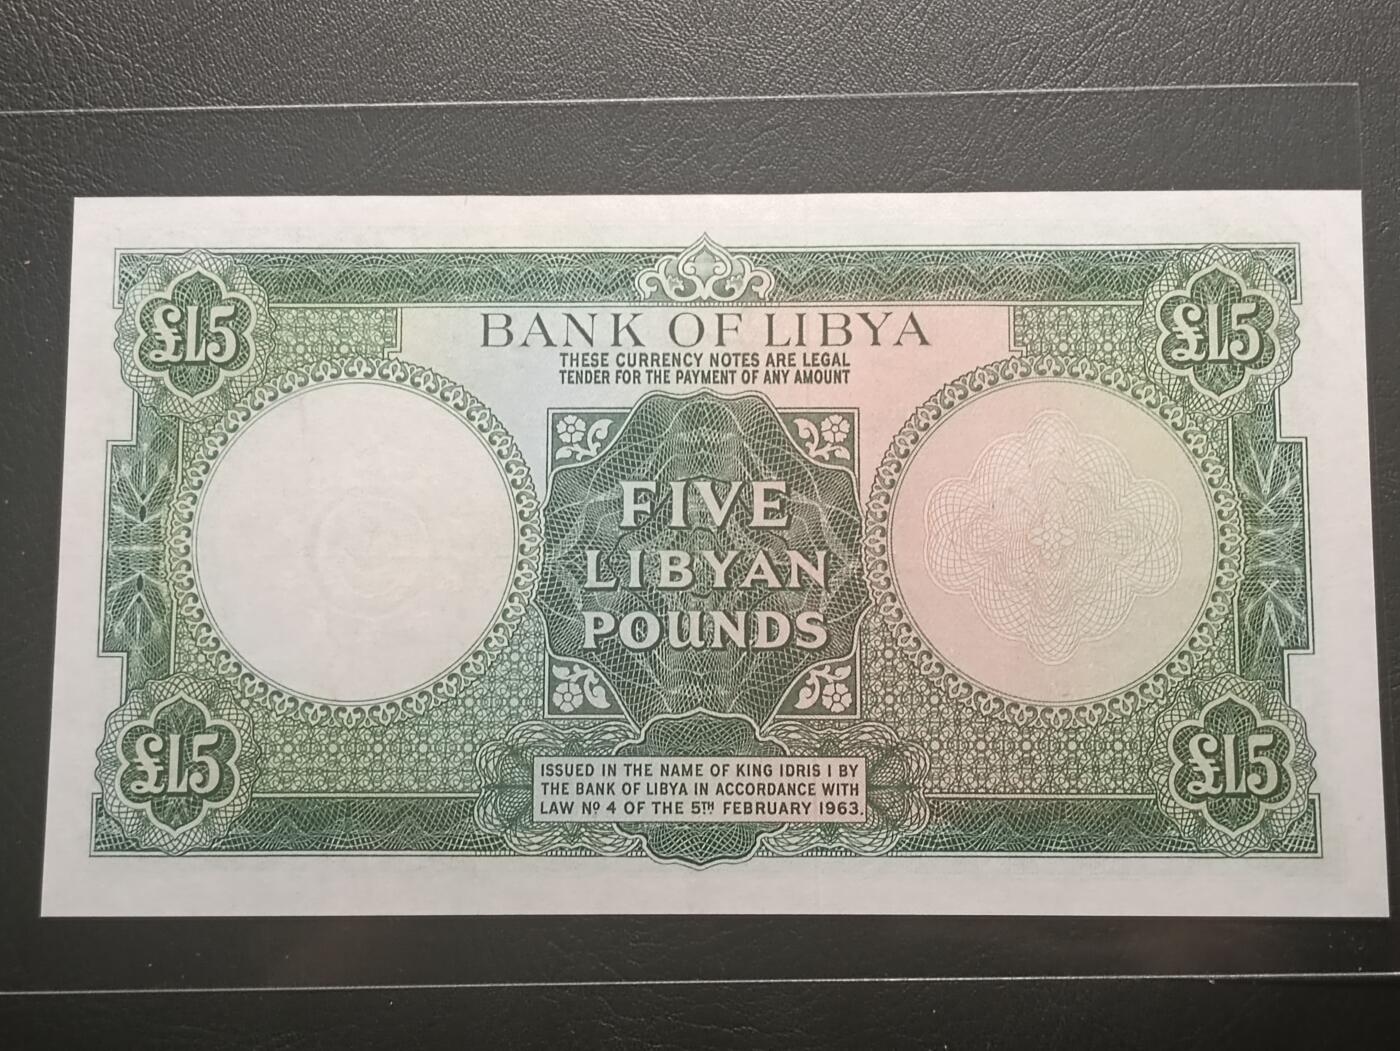 £L5
£L5
BANK OF LIBYA
THESE CURRENCY NOTES ARE LEGAL
TENDER FOR THE PAYMENT OF ANY AMOUNT
FIVE
LIBYAN
POUNDS
£L5
£L5
ISSUED IN THE NAME OF KING IDRIS I BY
THE BANK OF LIBYA IN ACCORDANCE WITH
LAW Nº 4 OF THE 5TH FEBRUARY 1963.